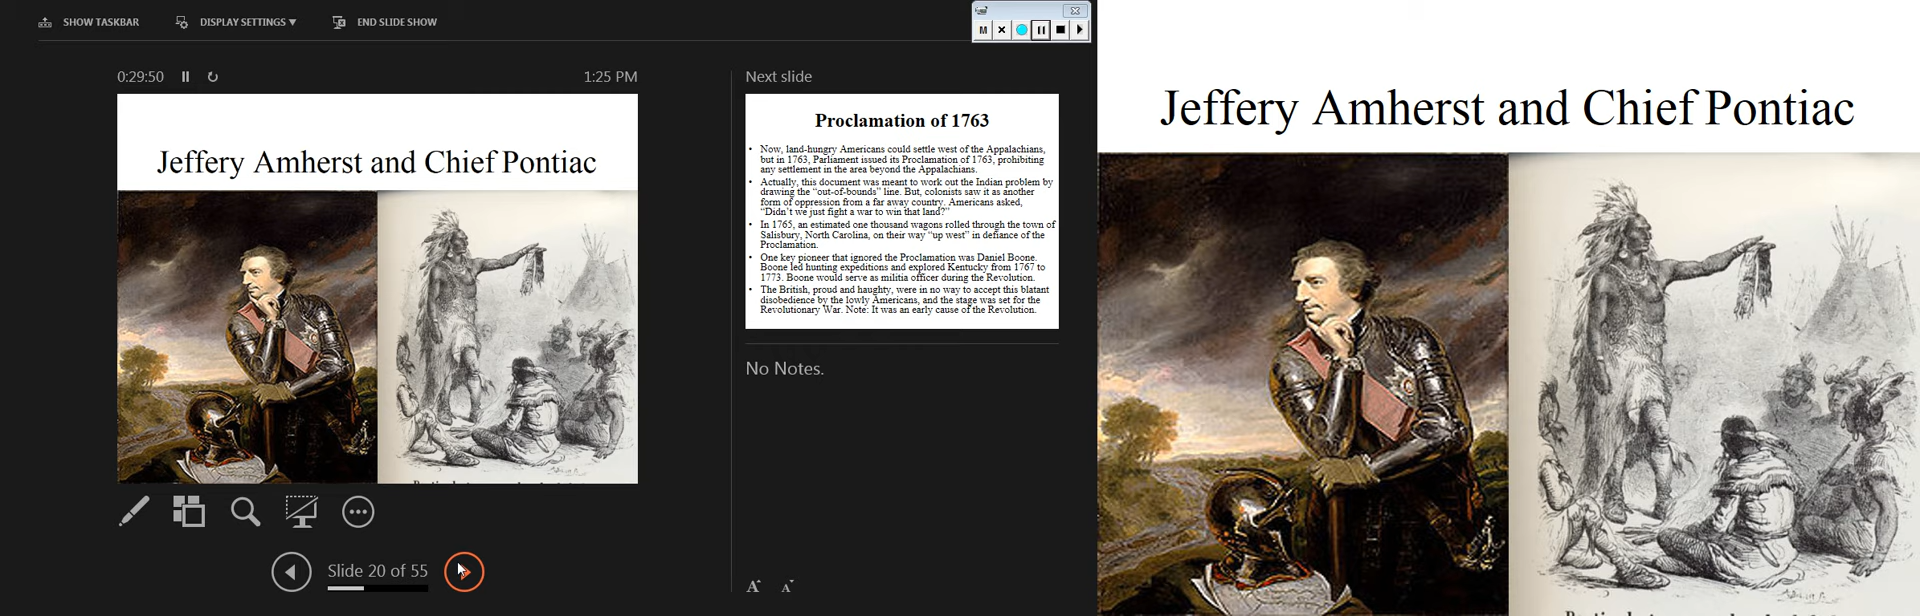 SHOW TASKBAR
DISPLAY SETTINGS ▼
END SLIDE SHOW
M
0:29:50
1:25 PM
Jeffery Amherst and Chief Pontiac
Slide 20 of 55
Next slide
Proclamation of 1763
• Now, land-hungry Americans could settle west of the Appalachians,
but in 1763, Parliament issued its Proclamation of 1763, prohibiting
any settlement in the area beyond the Appalachians.
• Actually, this document was meant to work out the Indian problem by
drawing the “out-of-bounds” line. But, colonists saw it as another
form of oppression from a far away country. Americans asked,
“Didn’t we just fight a war to win that land?”
• In 1765, an estimated one thousand wagons rolled through the town of
Salisbury, North Carolina, on their way “up west” in defiance of the
Proclamation.
• One key pioneer that ignored the Proclamation was Daniel Boone.
Boone led hunting expeditions and explored Kentucky from 1767 to
1773. Boone would serve as militia officer during the Revolution.
• The British, proud and haughty, were in no way to accept this blatant
disobedience by the lowly Americans, and the stage was set for the
Revolutionary War. Note: It was an early cause of the Revolution.
No Notes.
A A
Jeffery Amherst and Chief Pontiac